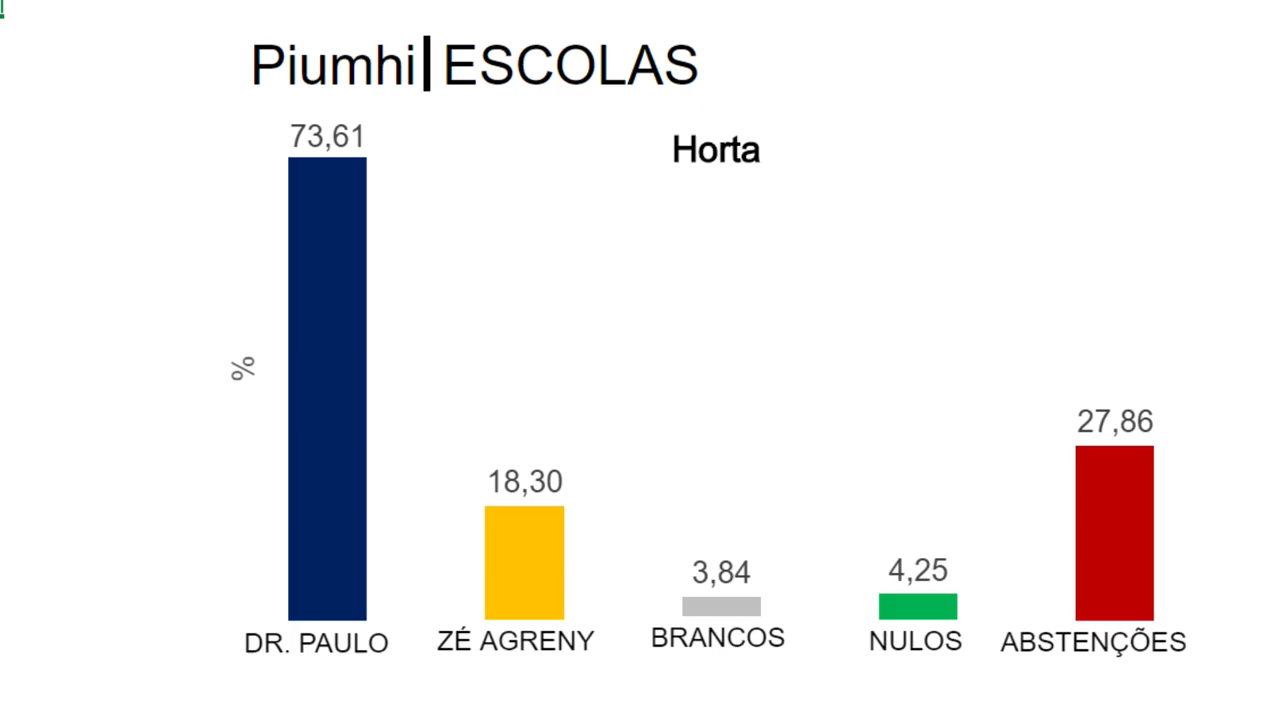 Piumhi|ESCOLAS
Horta
73,61
18,30
3,84
4,25
27,86
%
DR. PAULO
ZÉ AGRENY
BRANCOS
NULOS
ABSTENÇÕES